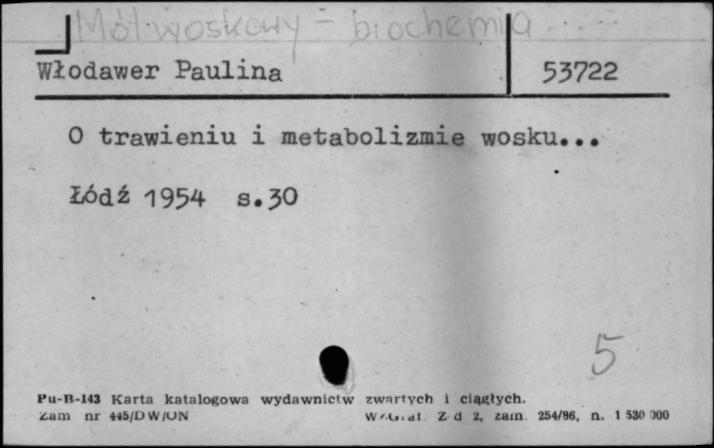 Mól woskowy - biochemia
Włodawer Paulina
53722
O trawieniu i metabolizmie wosku...
Łódź 1954 s.30
5
Pu-B-143 Karta katalogowa wydawnictw zwartych i ciągłych.
Zam nr 445/DW/UN Z-d 2, zam. 254/86, n. 1 530 000